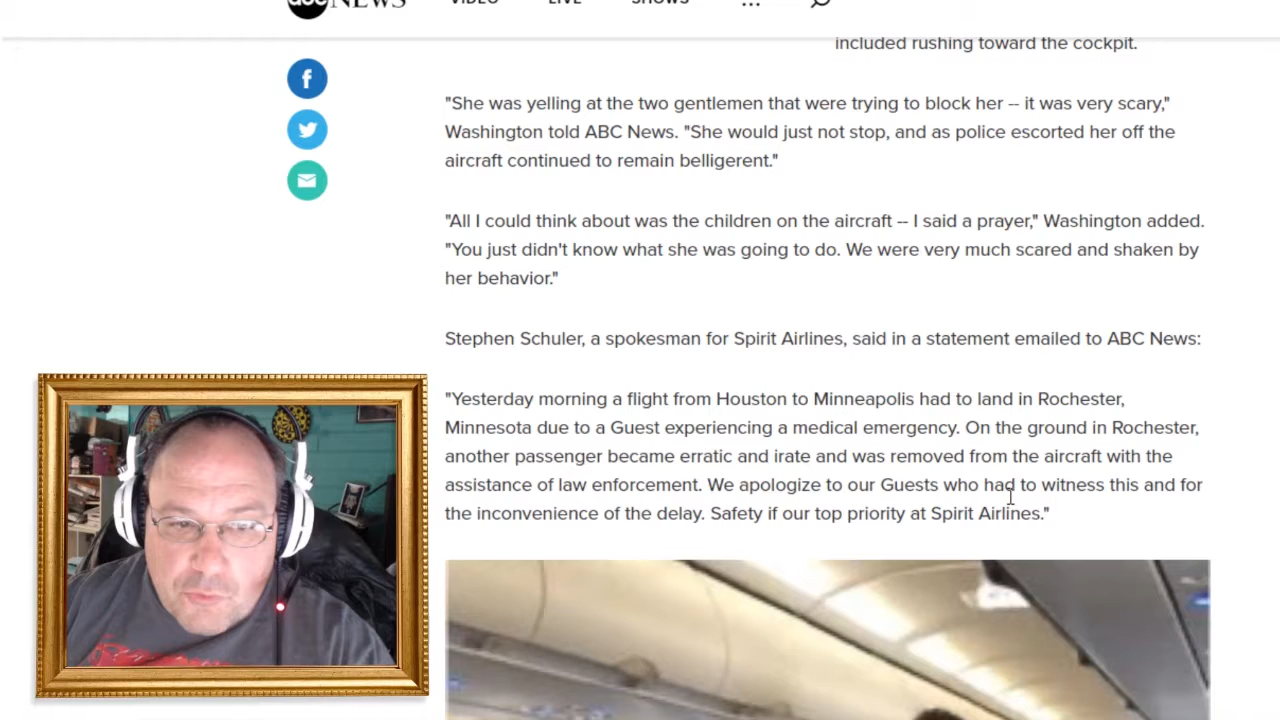 abc NEWS VIDEO LIVE SHOWS ...
included rushing toward the cockpit.
"She was yelling at the two gentlemen that were trying to block her -- it was very scary,"
Washington told ABC News. "She would just not stop, and as police escorted her off the
aircraft continued to remain belligerent."
"All I could think about was the children on the aircraft -- I said a prayer," Washington added.
"You just didn't know what she was going to do. We were very much scared and shaken by
her behavior."
Stephen Schuler, a spokesman for Spirit Airlines, said in a statement emailed to ABC News:
"Yesterday morning a flight from Houston to Minneapolis had to land in Rochester,
Minnesota due to a Guest experiencing a medical emergency. On the ground in Rochester,
another passenger became erratic and irate and was removed from the aircraft with the
assistance of law enforcement. We apologize to our Guests who had to witness this and for
the inconvenience of the delay. Safety if our top priority at Spirit Airlines."